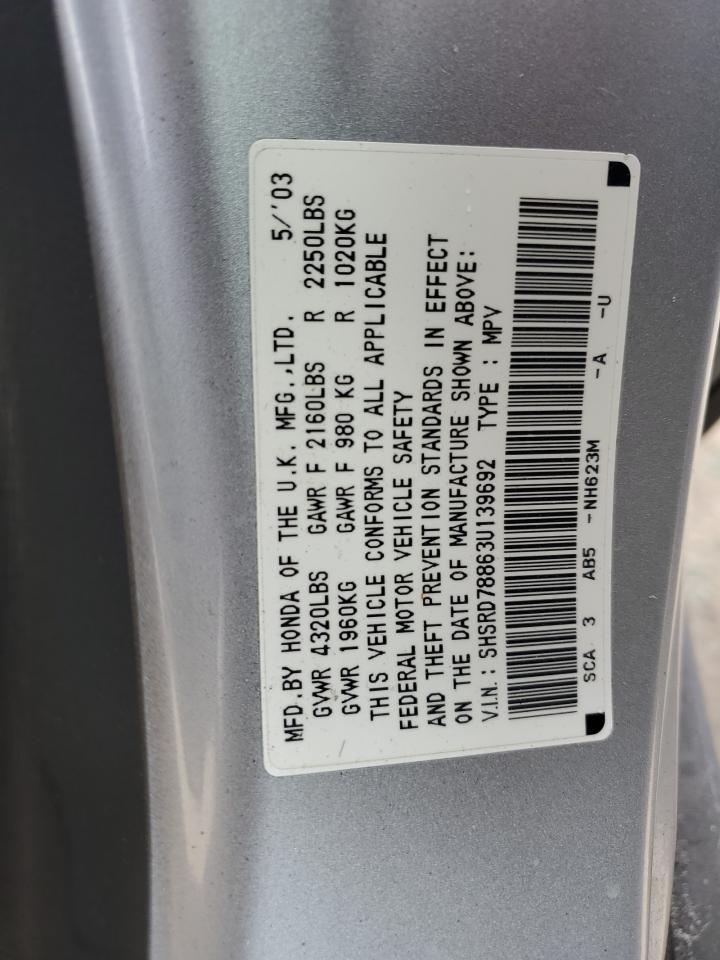 MFD.BY HONDA OF THE U.K. MFG.,LTD. 5/'03
GVWR 4320LBS GAWR F 2160LBS R 2250LBS
GVWR 1960KG GAWR F 980 KG R 1020KG
THIS VEHICLE CONFORMS TO ALL APPLICABLE
FEDERAL MOTOR VEHICLE SAFETY
AND THEFT PREVENTION STANDARDS IN EFFECT
ON THE DATE OF MANUFACTURE SHOWN ABOVE:
V.I.N.: SHSRD78863U139692 TYPE : MPV
SCA 3 AB5 -NH623M -A -U